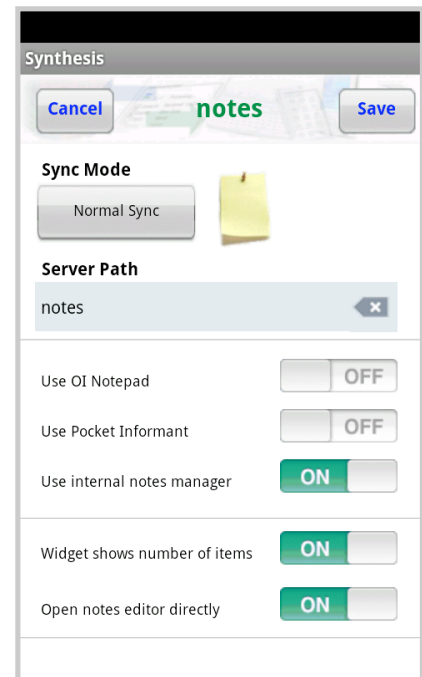 Synthesis
Cancel notes Save
Sync Mode
Normal Sync
Server Path
notes
Use OI Notepad OFF
Use Pocket Informant OFF
Use internal notes manager ON
Widget shows number of items ON
Open notes editor directly ON